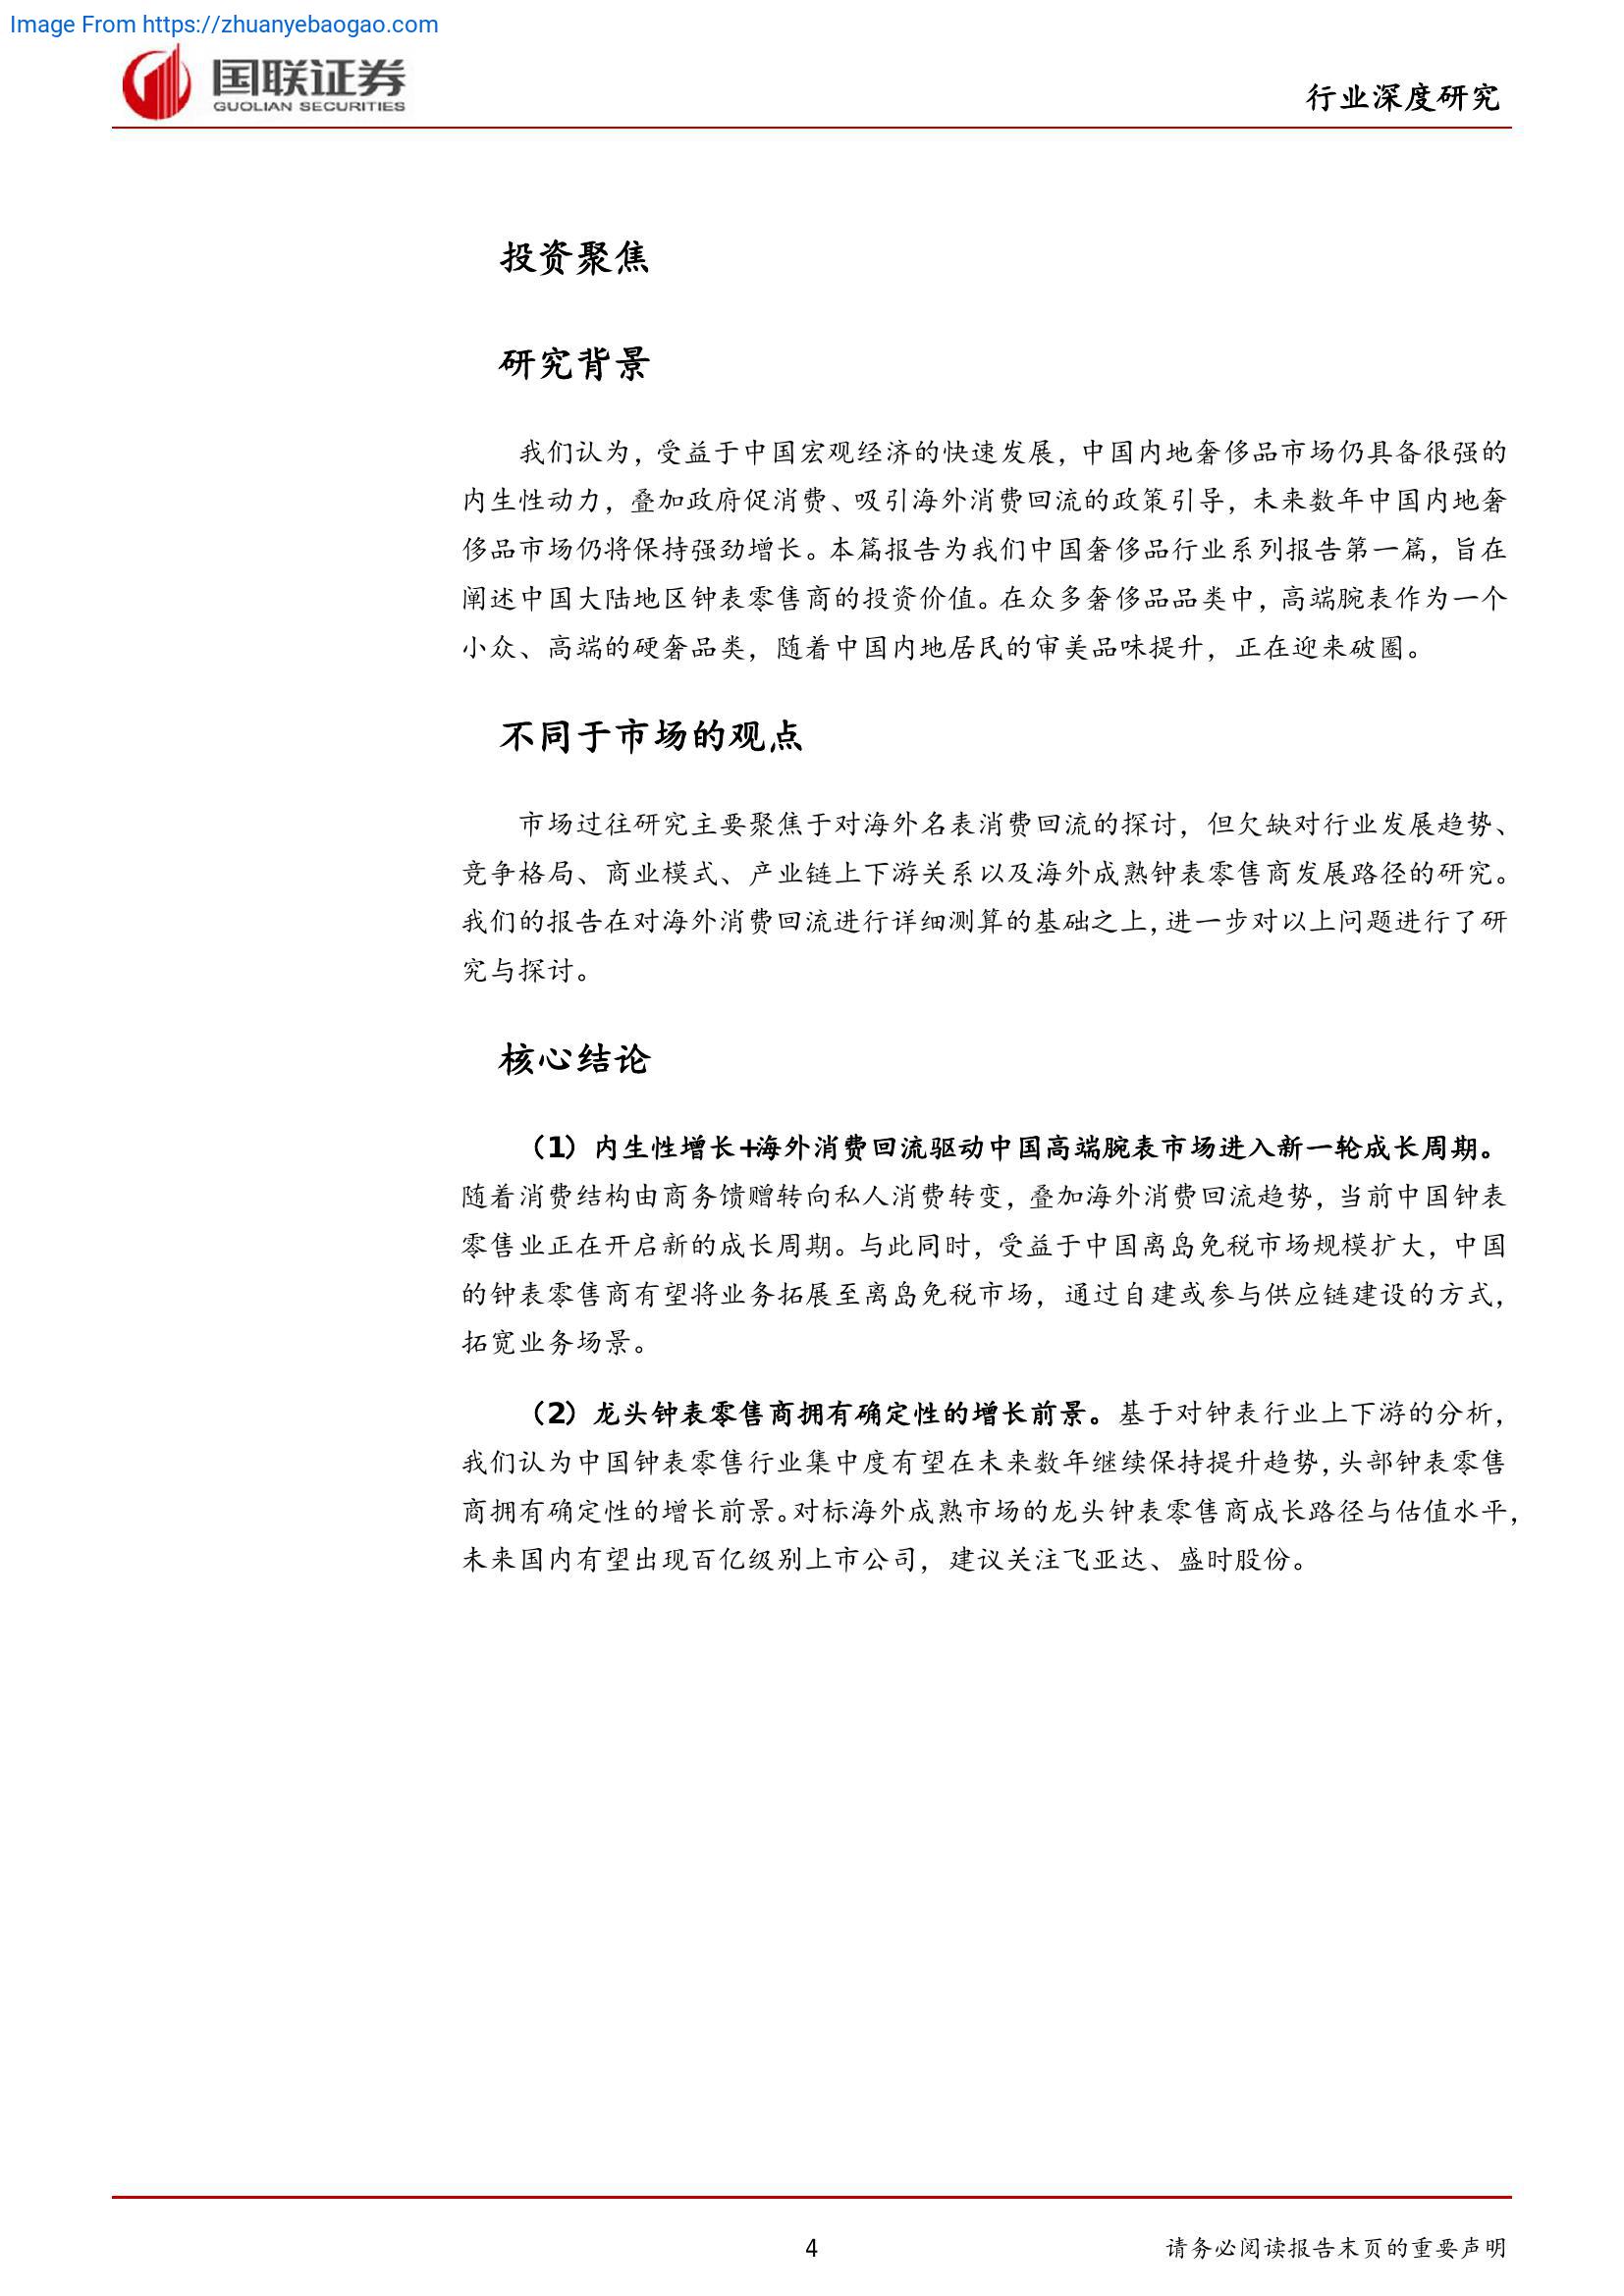 Image From https://zhuanyebaogao.com
国联证券
GUOLIAN SECURITIES
行业深度研究
投资聚焦
研究背景
我们认为，受益于中国宏观经济的快速发展，中国内地奢侈品市场仍具备很强的
内生性动力，叠加政府促消费、吸引海外消费回流的政策引导，未来数年中国内地奢
侈品市场仍将保持强劲增长。本篇报告为我们中国奢侈品行业系列报告第一篇，旨在
阐述中国大陆地区钟表零售商的投资价值。在众多奢侈品品类中，高端腕表作为一个
小众、高端的硬奢品类，随着中国内地居民的审美品味提升，正在迎来破圈。
不同于市场的观点
市场过往研究主要聚焦于对海外名表消费回流的探讨，但欠缺对行业发展趋势、
竞争格局、商业模式、产业链上下游关系以及海外成熟钟表零售商发展路径的研究。
我们的报告在对海外消费回流进行详细测算的基础之上，进一步对以上问题进行了研
究与探讨。
核心结论
（1）内生性增长+海外消费回流驱动中国高端腕表市场进入新一轮成长周期。
随着消费结构由商务馈赠转向私人消费转变，叠加海外消费回流趋势，当前中国钟表
零售业正在开启新的成长周期。与此同时，受益于中国离岛免税市场规模扩大，中国
的钟表零售商有望将业务拓展至离岛免税市场，通过自建或参与供应链建设的方式，
拓宽业务场景。
（2）龙头钟表零售商拥有确定性的增长前景。基于对钟表行业上下游的分析，
我们认为中国钟表零售行业集中度有望在未来数年继续保持提升趋势，头部钟表零售
商拥有确定性的增长前景。对标海外成熟市场的龙头钟表零售商成长路径与估值水平，
未来国内有望出现百亿级别上市公司，建议关注飞亚达、盛时股份。
4
请务必阅读报告末页的重要声明